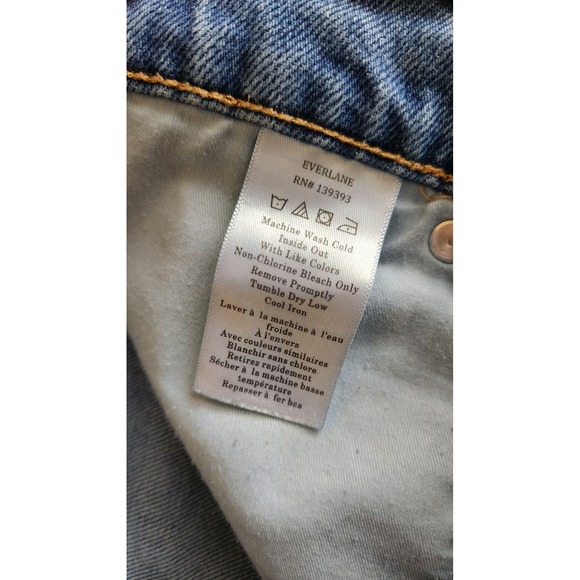 EVERLANE
RN# 139393
Machine Wash Cold
Inside Out
With Like Colors
Non-Chlorine Bleach Only
Remove Promptly
Tumble Dry Low
Cool Iron
Laver à la machine à l'eau
froide
À l'envers
Avec couleurs similaires
Blanchir sans chlore
Retirez rapidement
Sécher à la machine basse
température
Repasser à fer bas